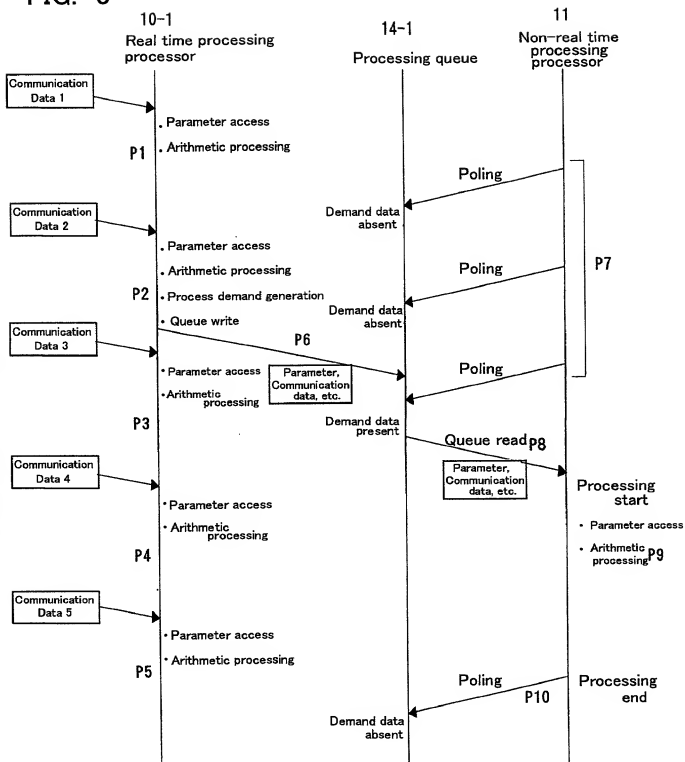 10-1
Real time processing
processor
14-1
Processing queue
11
Non-real time
processing
processor
Communication
Data 1
• Parameter access
P1
• Arithmetic processing
Poling
Demand data
absent
Communication
Data 2
• Parameter access
• Arithmetic processing
P2
• Process demand generation
• Queue write
Poling
P7
Demand data
absent
Communication
Data 3
P6
• Parameter access
• Arithmetic
processing
P3
Parameter,
Communication
data, etc.
Poling
Demand data
present
Queue read P8
Parameter,
Communication
data, etc.
Processing
start
• Parameter access
• Arithmetic
processing P9
Communication
Data 4
• Parameter access
• Arithmetic
processing
P4
Communication
Data 5
• Parameter access
• Arithmetic processing
P5
Poling
P10
Processing
end
Demand data
absent